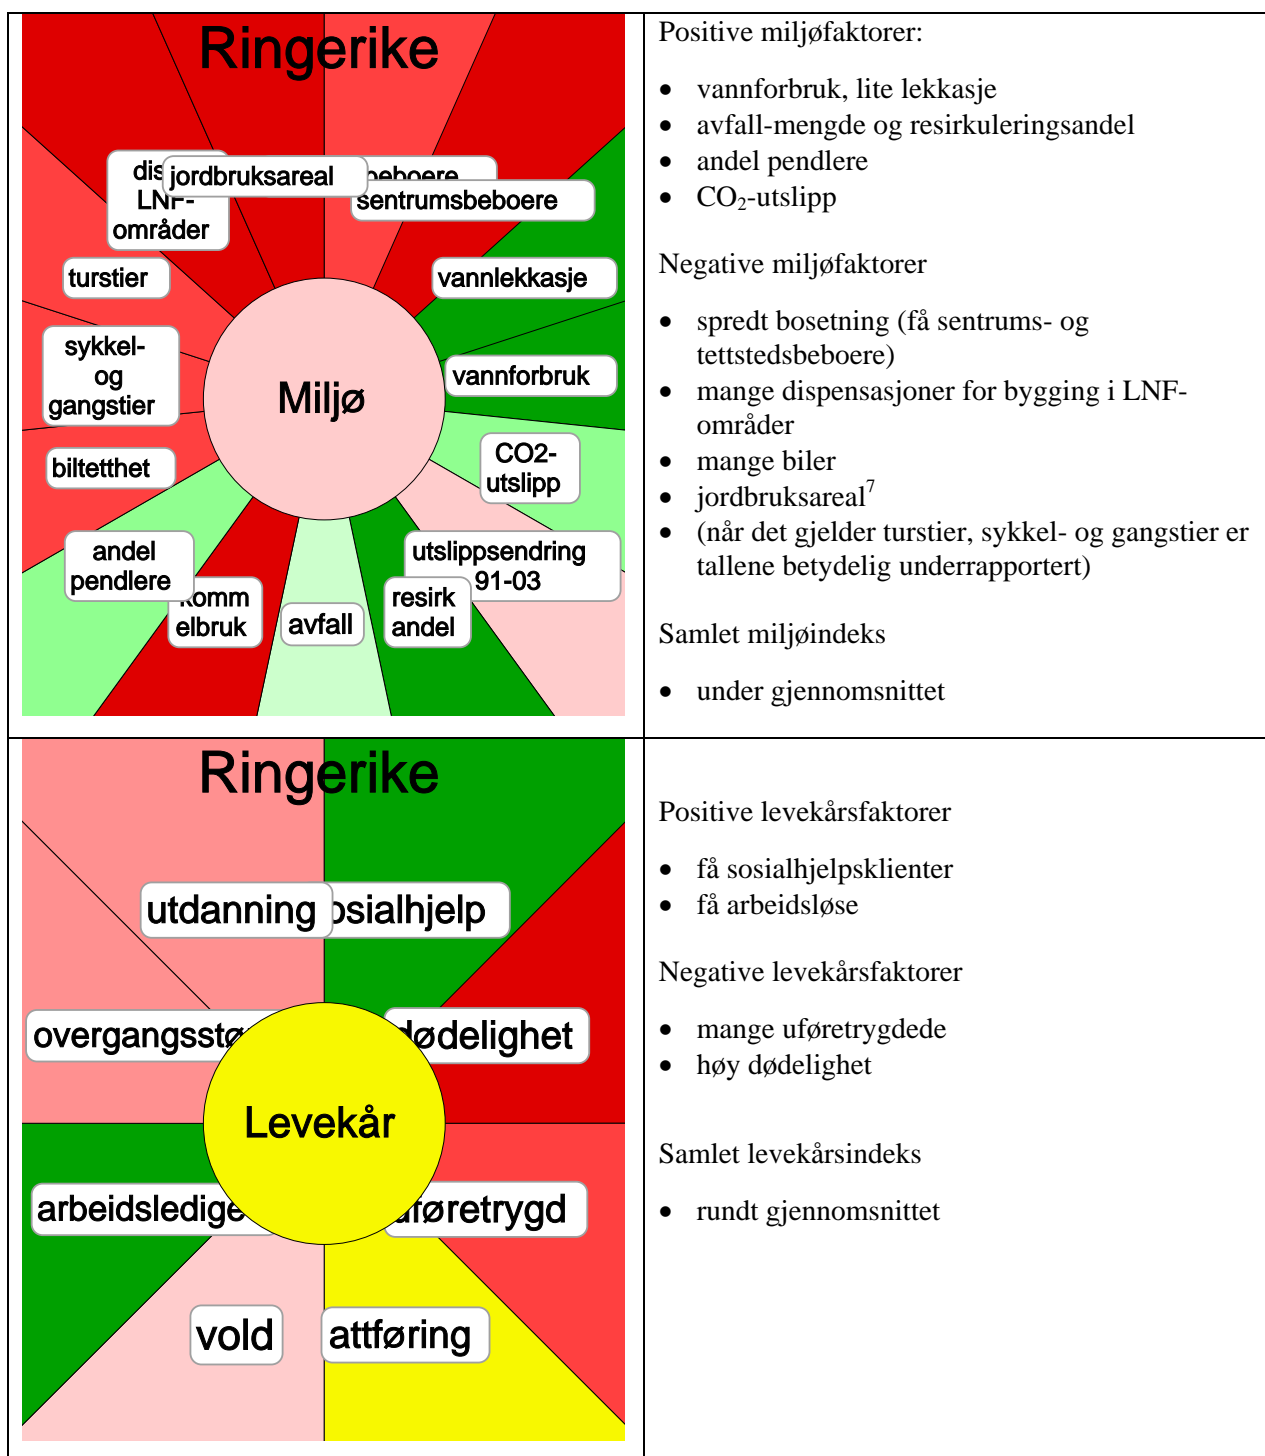 Ringerike
jordbruksareal
LNF-
områder
sentrumsbeboere
turstier
vannlekkasje
sykkel-
og
gangstier
vannforbruk
Miljø
biltetthet
CO2-
utslipp
andel
pendlere
utslippsendring
91-03
elbruk
avfall
resirk
andel
Positive miljøfaktorer:
• vannforbruk, lite lekkasje
• avfall-mengde og resirkuleringsandel
• andel pendlere
• CO₂-utslipp
Negative miljøfaktorer
• spredt bosetning (få sentrums- og
tettstedsbeboere)
• mange dispensasjoner for bygging i LNF-
områder
• mange biler
• jordbruksareal⁷
• (når det gjelder turstier, sykkel- og gangstier er
tallene betydelig underrapportert)
Samlet miljøindeks
• under gjennomsnittet
Ringerike
utdanning
dødelighet
Levekår
arbeidsledige
vold
attføring
Positive levekårsfaktorer
• få sosialhjelpsklienter
• få arbeidsløse
Negative levekårsfaktorer
• mange uføretrygdede
• høy dødelighet
Samlet levekårsindeks
• rundt gjennomsnittet